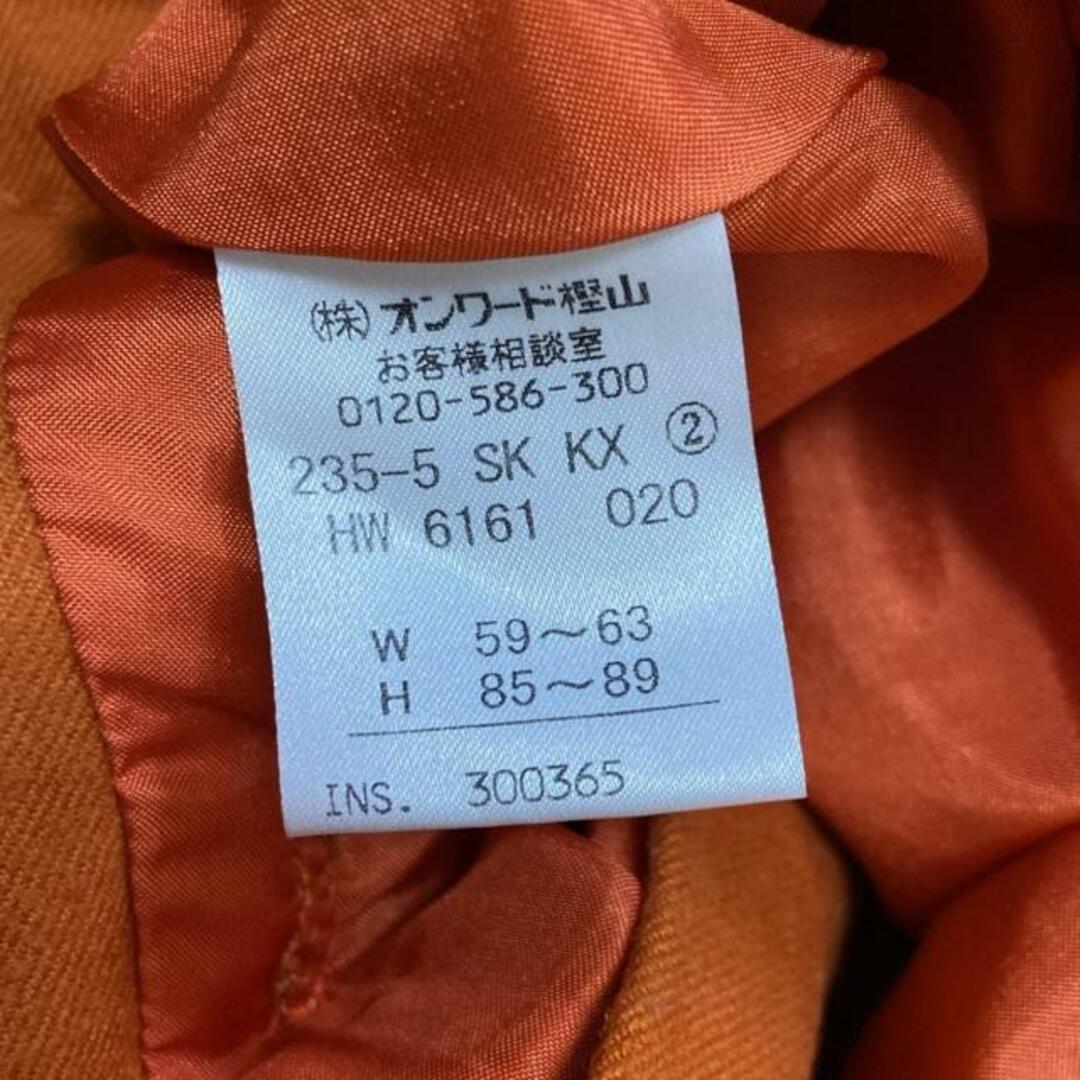 (株)オンワード樫山
お客様相談室
0120-586-300
235-5 SK KX ②
HW 6161 020
W 59~63
H 85~89
INS. 300365